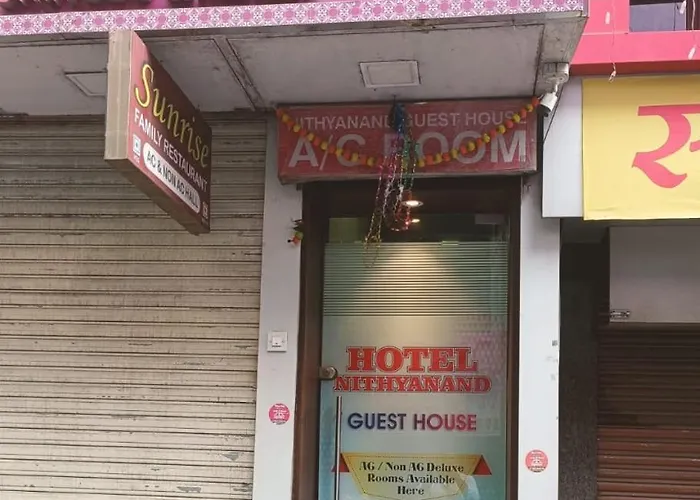 Sunrise
FAMILY RESTAURANT
AC & NON AC HALL
NITHYANAND GUEST HOUSE
A/C ROOM
HOTEL
NITHYANAND
GUEST HOUSE
AC / Non AC Deluxe
Rooms Available
Here